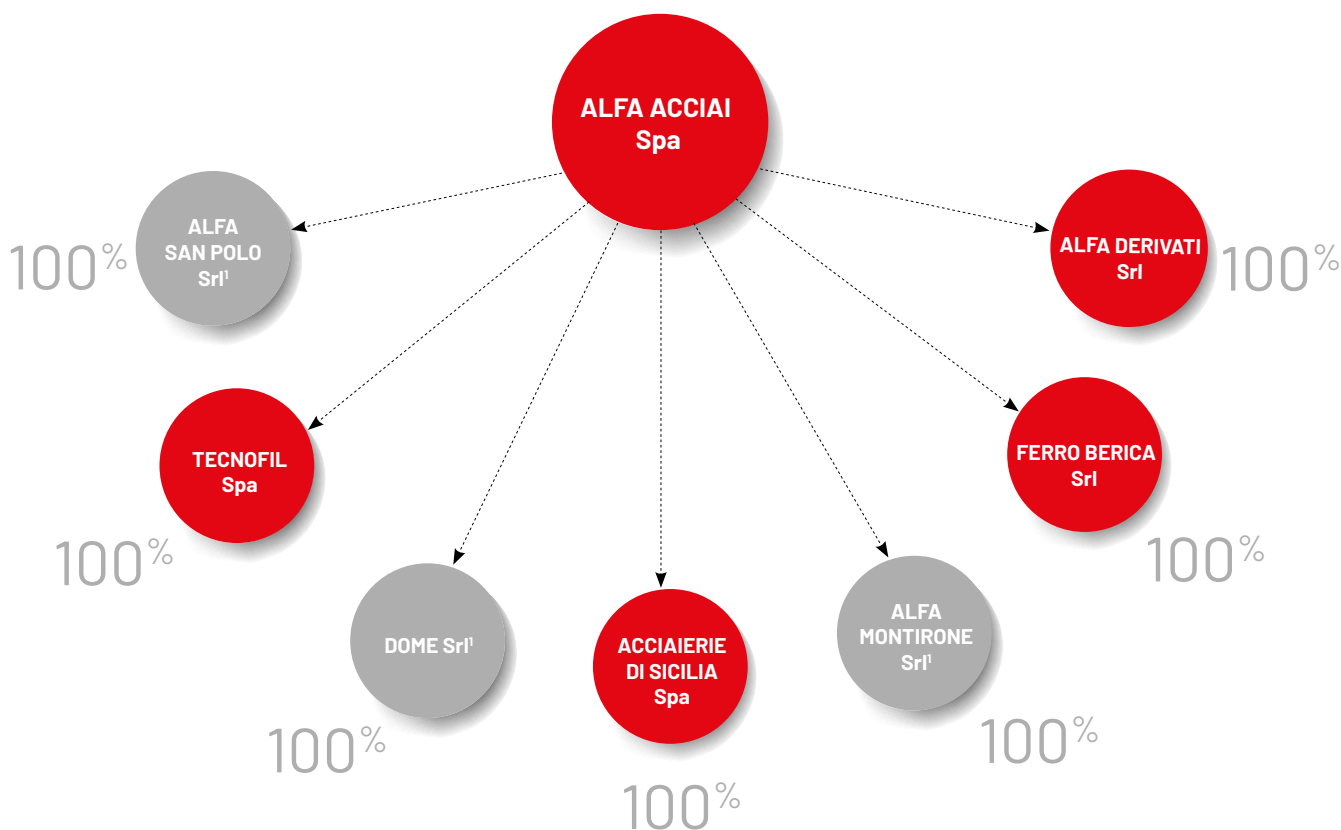 ALFA ACCIAI
Spa
ALFA
SAN POLO
Srl¹
100%
ALFA DERIVATI
Srl
100%
TECNOFIL
Spa
100%
FERRO BERICA
Srl
100%
DOME Srl¹
100%
ACCIAIERIE
DI SICILIA
Spa
100%
ALFA
MONTIRONE
Srl¹
100%